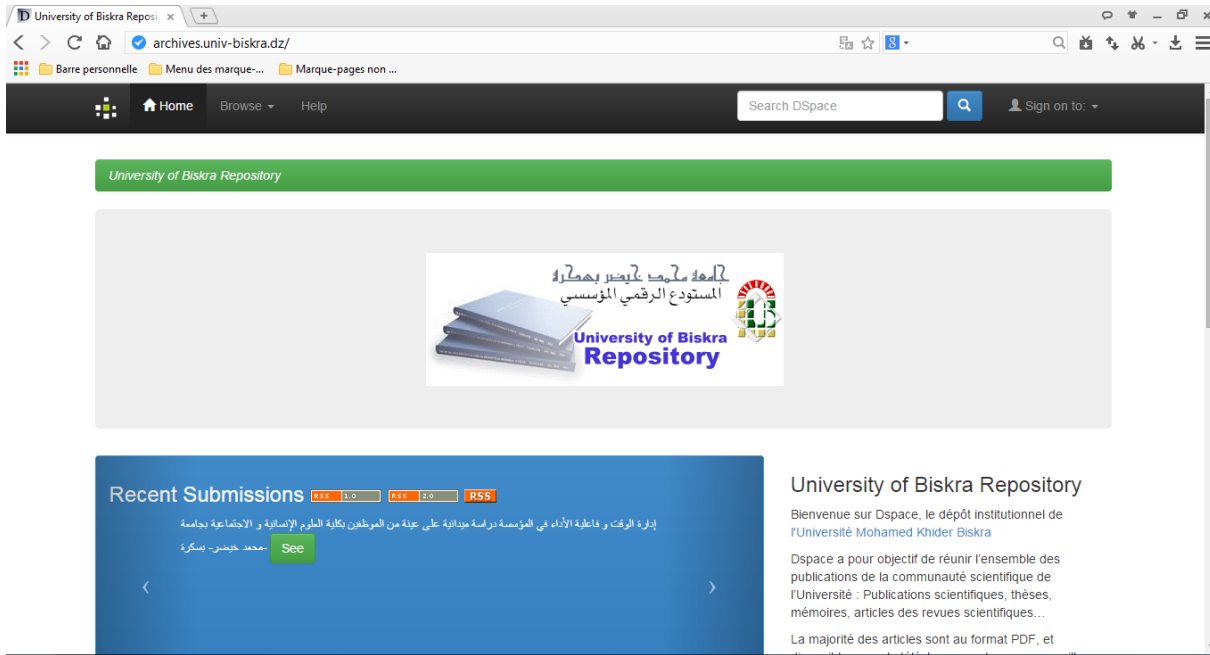 University of Biskra Reposi
archives.univ-biskra.dz/
Barre personnelle Menu des marque-... Marque-pages non ...
Home Browse Help Search DSpace Sign on to:
University of Biskra Repository
جامعة محمد خيضر بسكرة
المستودع الرقمي المؤسسي
University of Biskra
Repository
Recent Submissions RSS 1.0 RSS 2.0 RSS
إدارة الوقت و فاعلية الأداء في المؤسسة دراسة ميدانية على عينة من الموظفين بكلية العلوم الإنسانية و الاجتماعية بجامعة
محمد خيضر- بسكرة- See
University of Biskra Repository
Bienvenue sur Dspace, le dépôt institutionnel de
l'Université Mohamed Khider Biskra
Dspace a pour objectif de réunir l'ensemble des
publications de la communauté scientifique de
l'Université : Publications scientifiques, thèses,
mémoires, articles des revues scientifiques…
La majorité des articles sont au format PDF, et